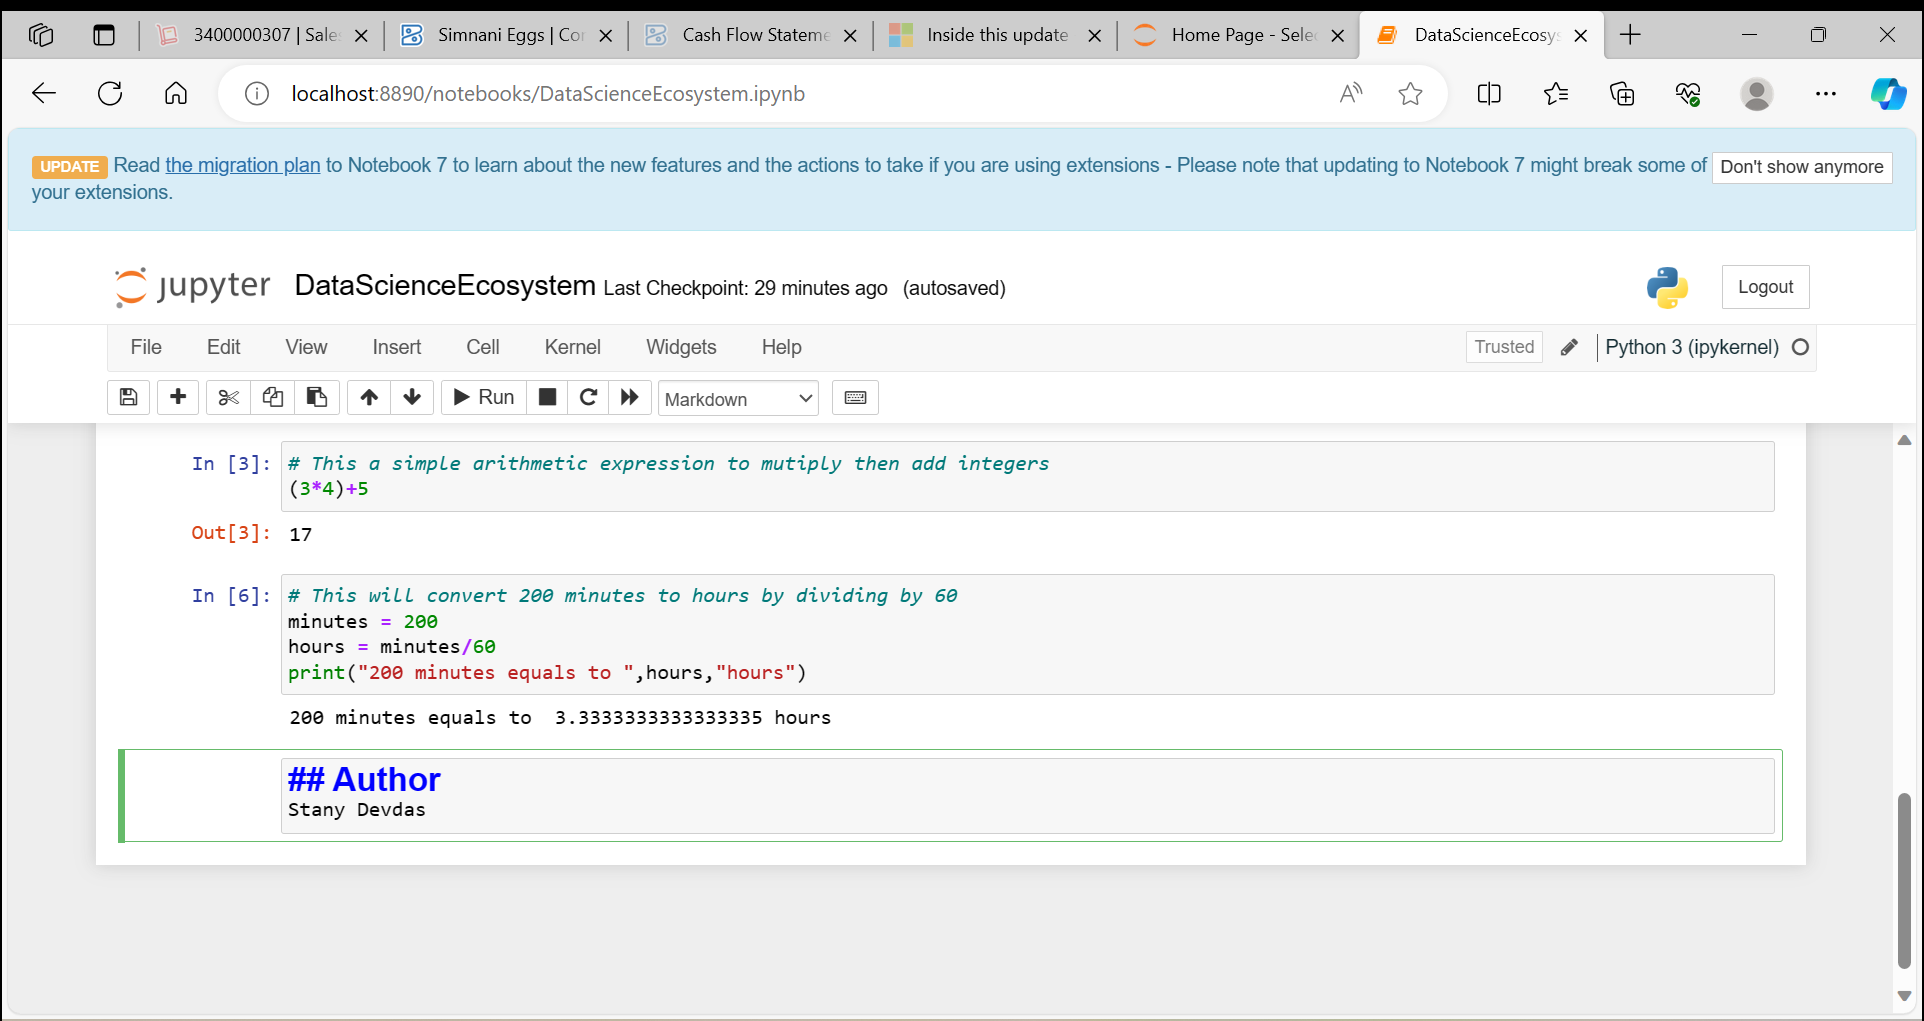 3400000307 | Sale
Simnani Eggs | Cor
Cash Flow Stateme
Inside this update
Home Page - Selec
DataScienceEcosys
localhost:8890/notebooks/DataScienceEcosystem.ipynb
UPDATE Read the migration plan to Notebook 7 to learn about the new features and the actions to take if you are using extensions - Please note that updating to Notebook 7 might break some of
your extensions.
Don't show anymore
jupyter DataScienceEcosystem Last Checkpoint: 29 minutes ago (autosaved)
Logout
File Edit View Insert Cell Kernel Widgets Help
Trusted Python 3 (ipykernel)
Run Markdown
In [3]: # This a simple arithmetic expression to mutiply then add integers
(3*4)+5
Out[3]: 17
In [6]: # This will convert 200 minutes to hours by dividing by 60
minutes = 200
hours = minutes/60
print("200 minutes equals to ",hours,"hours")
200 minutes equals to  3.3333333333333335 hours
## Author
Stany Devdas